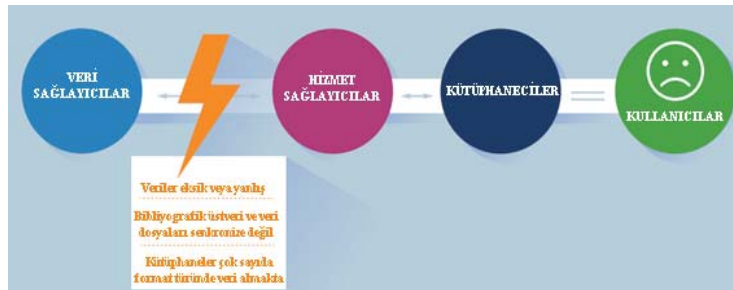 VERİ
SAĞLAYICILAR
HİZMET
SAĞLAYICILAR
KÜTÜPHANECİLER
KULLANICILAR
Veriler eksik veya yanlış
Bibliyografik üstveri ve veri
dosyaları senkronize değil
Kütüphaneler çok sayıda
format türünde veri almakta